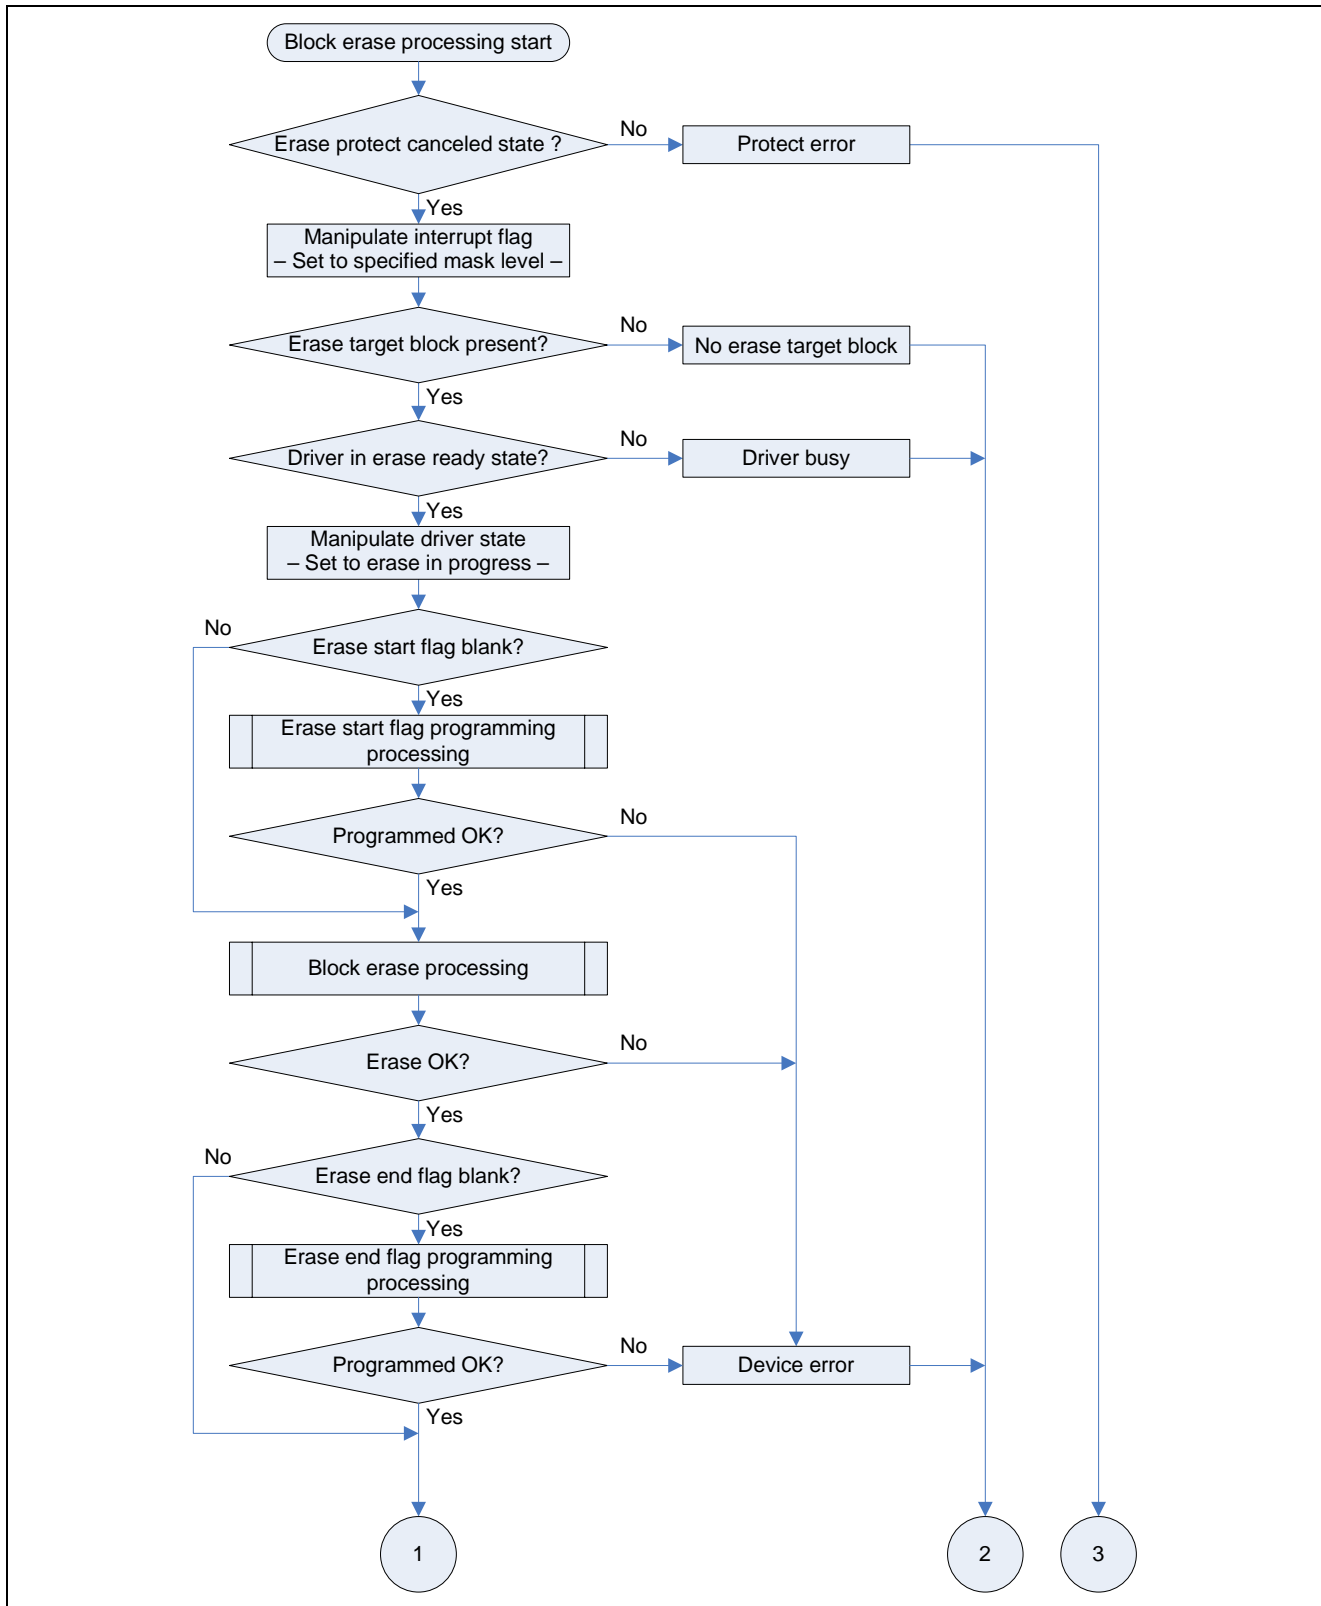 Block erase processing start
Erase protect canceled state ?
No
Protect error
Yes
Manipulate interrupt flag
– Set to specified mask level –
Erase target block present?
No
No erase target block
Yes
Driver in erase ready state?
No
Driver busy
Yes
Manipulate driver state
– Set to erase in progress –
No
Erase start flag blank?
Yes
Erase start flag programming
processing
Programmed OK?
No
Yes
Block erase processing
Erase OK?
No
Yes
No
Erase end flag blank?
Yes
Erase end flag programming
processing
Programmed OK?
No
Device error
Yes
1
2
3